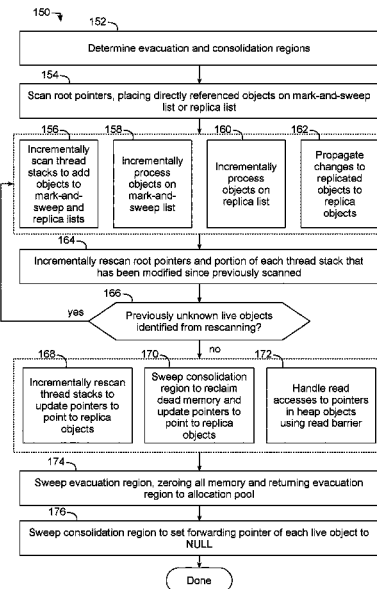 150
152
Determine evacuation and consolidation regions
154
Scan root pointers, placing directly referenced objects on mark-and-sweep
list or replica list
156
Incrementally
scan thread
stacks to add
objects to
mark-and-
sweep and
replica lists
158
incrementally
process objects
on mark-and-
sweep list
160
Incrementally
process
objects on
replica list
162
Propagate
changes to
replicated
objects to
replica
objects
164
Incrementally rescan root pointers and portion of each thread stack that
has been modified since previously scanned
166
yes
Previously unknown live objects
identified from rescanning?
no
168
Incrementally rescan
thread stacks to
update pointers to
point to replica
objects
170
Sweep consolidation
region to reclaim
dead memory and
update pointers to
point to replica
objects
172
Handle read
accesses to pointers
in heap objects
using read barrier
174
Sweep evacuation region, zeroing all memory and returning evacuation
region to allocation pool
176
Sweep consolidation region to set forwarding pointer of each live object to
NULL
Done